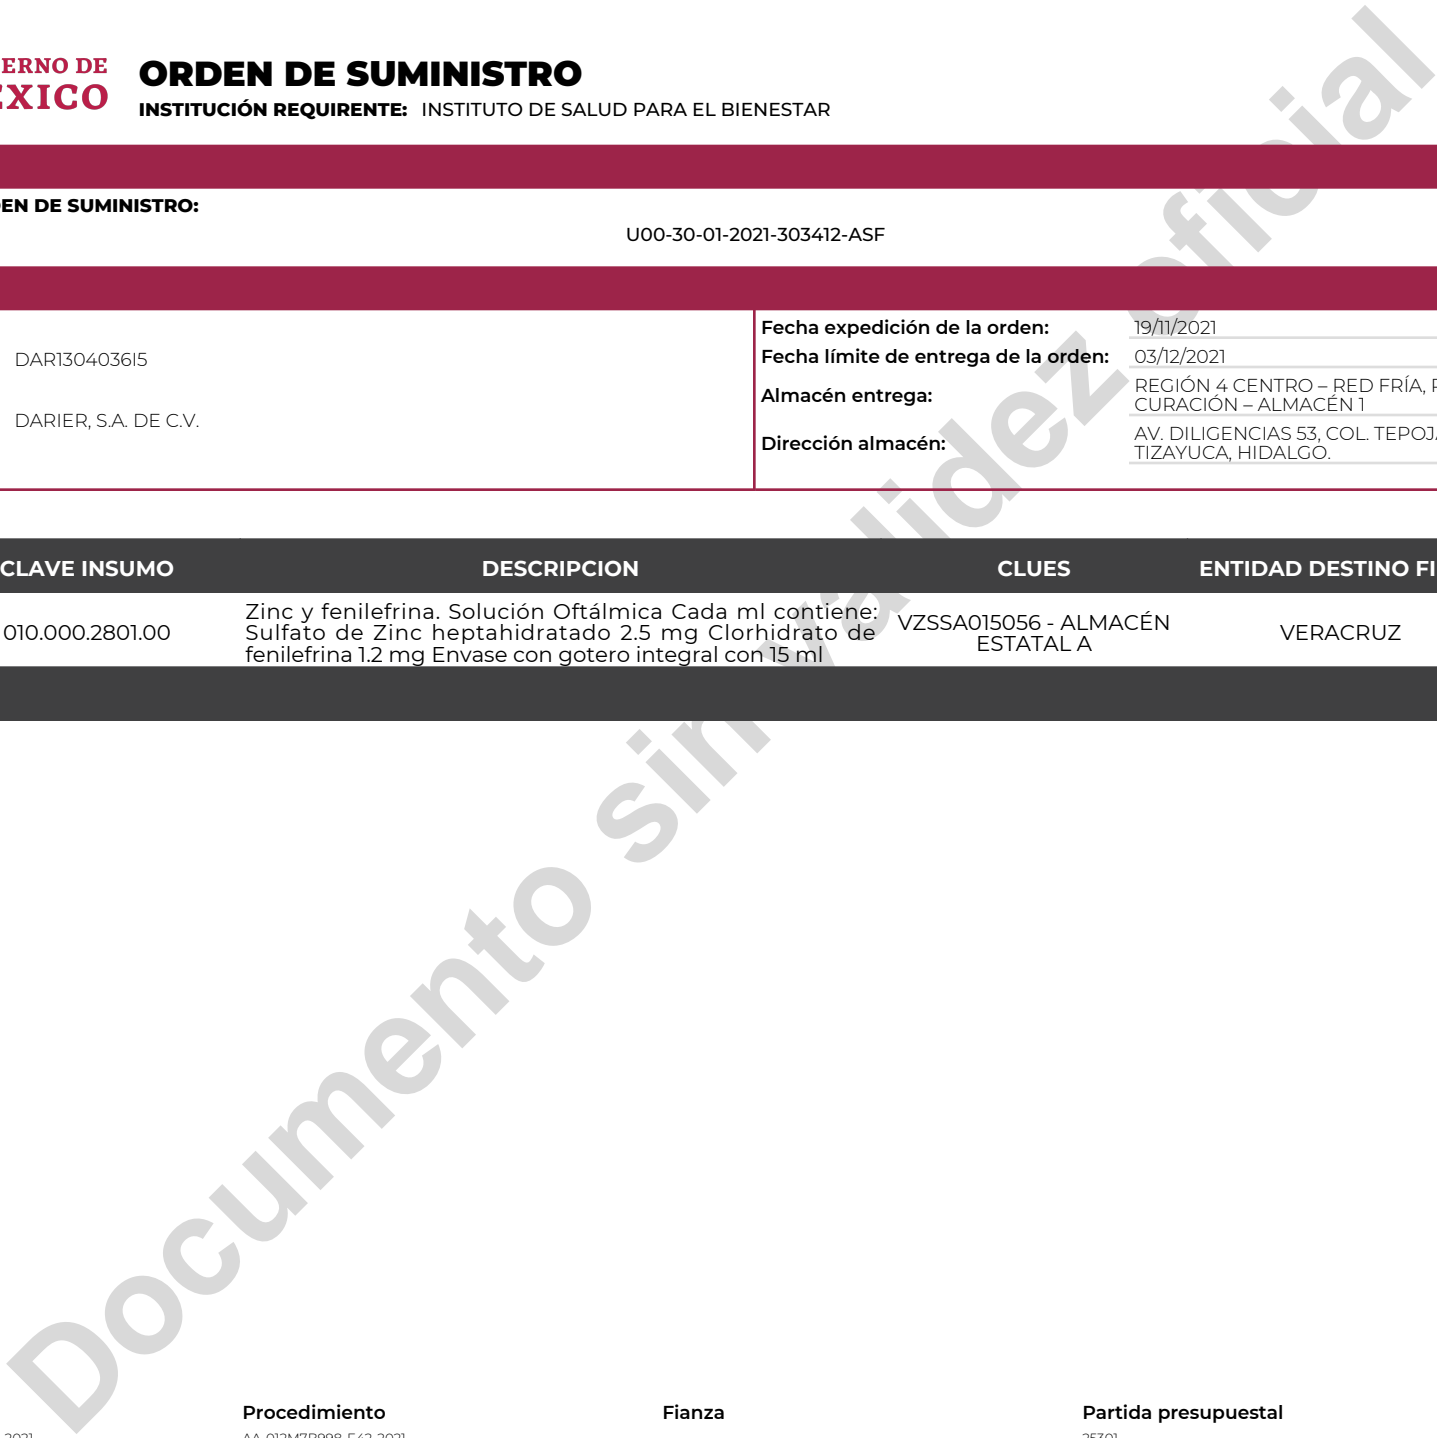 ERNO DE
ÉXICO
ORDEN DE SUMINISTRO
INSTITUCIÓN REQUIRENTE: INSTITUTO DE SALUD PARA EL BIENESTAR
EN DE SUMINISTRO:
U00-30-01-2021-303412-ASF
DAR1304036I5
DARIER, S.A. DE C.V.
Fecha expedición de la orden: 19/11/2021
Fecha límite de entrega de la orden: 03/12/2021
Almacén entrega: REGIÓN 4 CENTRO – RED FRÍA,
CURACIÓN – ALMACÉN 1
Dirección almacén: AV. DILIGENCIAS 53, COL. TEPOJ
TIZAYUCA, HIDALGO.
CLAVE INSUMO DESCRIPCION CLUES ENTIDAD DESTINO FI
010.000.2801.00
Zinc y fenilefrina. Solución Oftálmica Cada ml contiene:
Sulfato de Zinc heptahidratado 2.5 mg Clorhidrato de
fenilefrina 1.2 mg Envase con gotero integral con 15 ml
VZSSA015056 - ALMACÉN
ESTATAL A
VERACRUZ
Documento sin validez oficial
Procedimiento Fianza Partida presupuestal